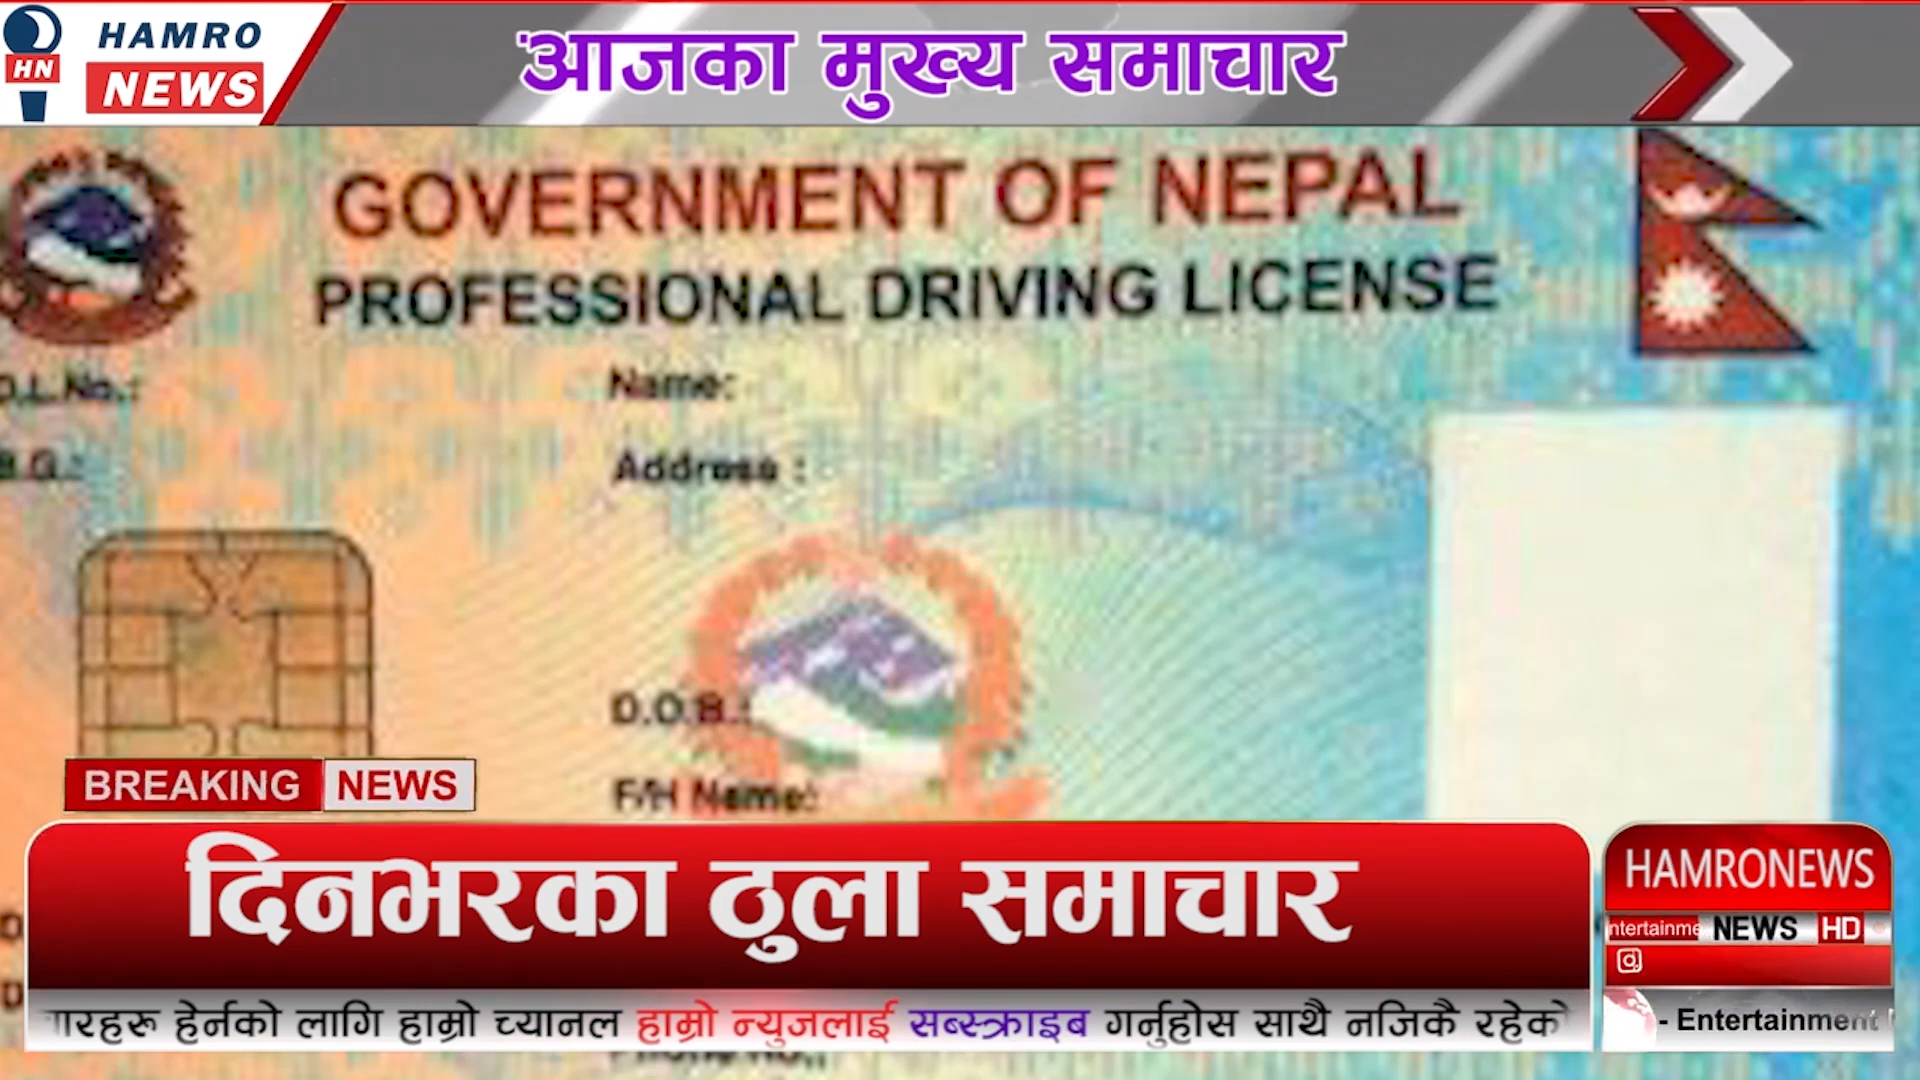 HN
HAMRO
NEWS
आजका मुख्य समाचार
GOVERNMENT OF NEPAL
PROFESSIONAL DRIVING LICENSE
D.L.No.:
Name:
B.G.:
Address :
D.O.B.:
F/H Name:
BREAKING NEWS
दिनभरका ठुला समाचार
हेर्नको लागि हाम्रो च्यानल हाम्रो न्युजलाई सब्स्क्राइब गर्नुहोस साथै नजिकै रहेको
HAMRONEWS
NEWS HD
- Entertainment